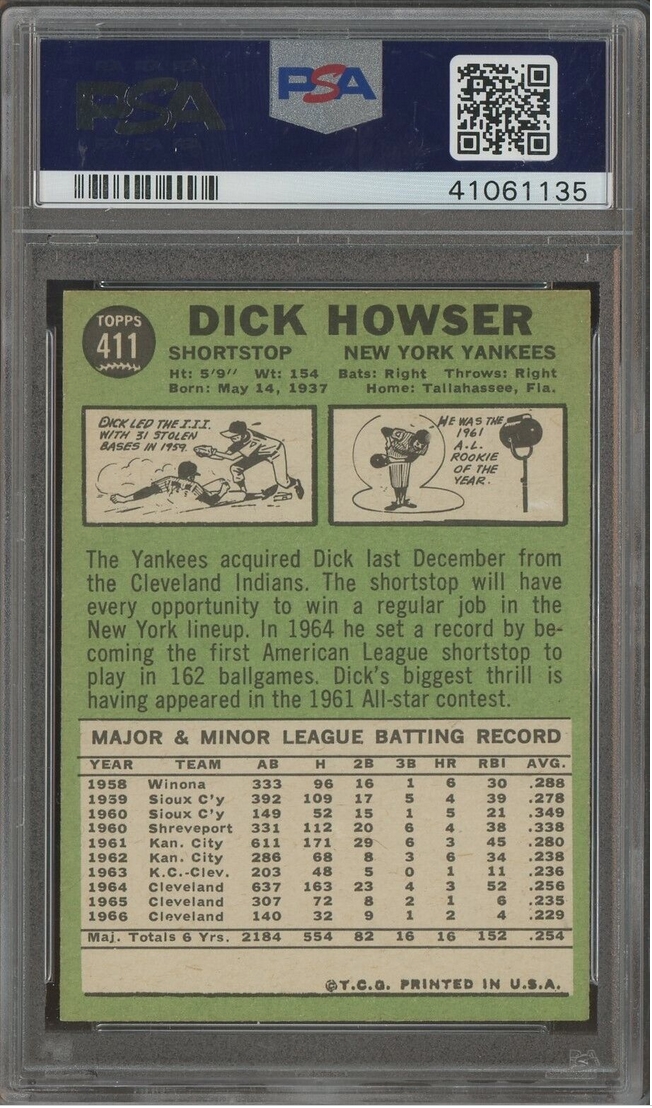 PSA
PSA
41061135
TOPPS
411
DICK HOWSER
SHORTSTOP NEW YORK YANKEES
Ht: 5'9" Wt: 154 Bats: Right Throws: Right
Born: May 14, 1937 Home: Tallahassee, Fla.
DICK LED THE I.I.I.
WITH 31 STOLEN
BASES IN 1959.
HE WAS THE
1961
A.L.
ROOKIE
OF THE
YEAR.
The Yankees acquired Dick last December from
the Cleveland Indians. The shortstop will have
every opportunity to win a regular job in the
New York lineup. In 1964 he set a record by be-
coming the first American League shortstop to
play in 162 ballgames. Dick's biggest thrill is
having appeared in the 1961 All-star contest.
MAJOR & MINOR LEAGUE BATTING RECORD
YEAR TEAM AB H 2B 3B HR RBI AVG.
1958 Winona 333 96 16 1 6 30 .288
1959 Sioux C'y 392 109 17 5 4 39 .278
1960 Sioux C'y 149 52 15 1 5 21 .349
1960 Shreveport 331 112 20 6 4 38 .338
1961 Kan. City 611 171 29 6 3 45 .280
1962 Kan. City 286 68 8 3 6 34 .238
1963 K.C.-Clev. 203 48 5 0 1 11 .236
1964 Cleveland 637 163 23 4 3 52 .256
1965 Cleveland 307 72 8 2 1 6 .235
1966 Cleveland 140 32 9 1 2 4 .229
Maj. Totals 6 Yrs. 2184 554 82 16 16 152 .254
©T.C.G. PRINTED IN U.S.A.
PSA